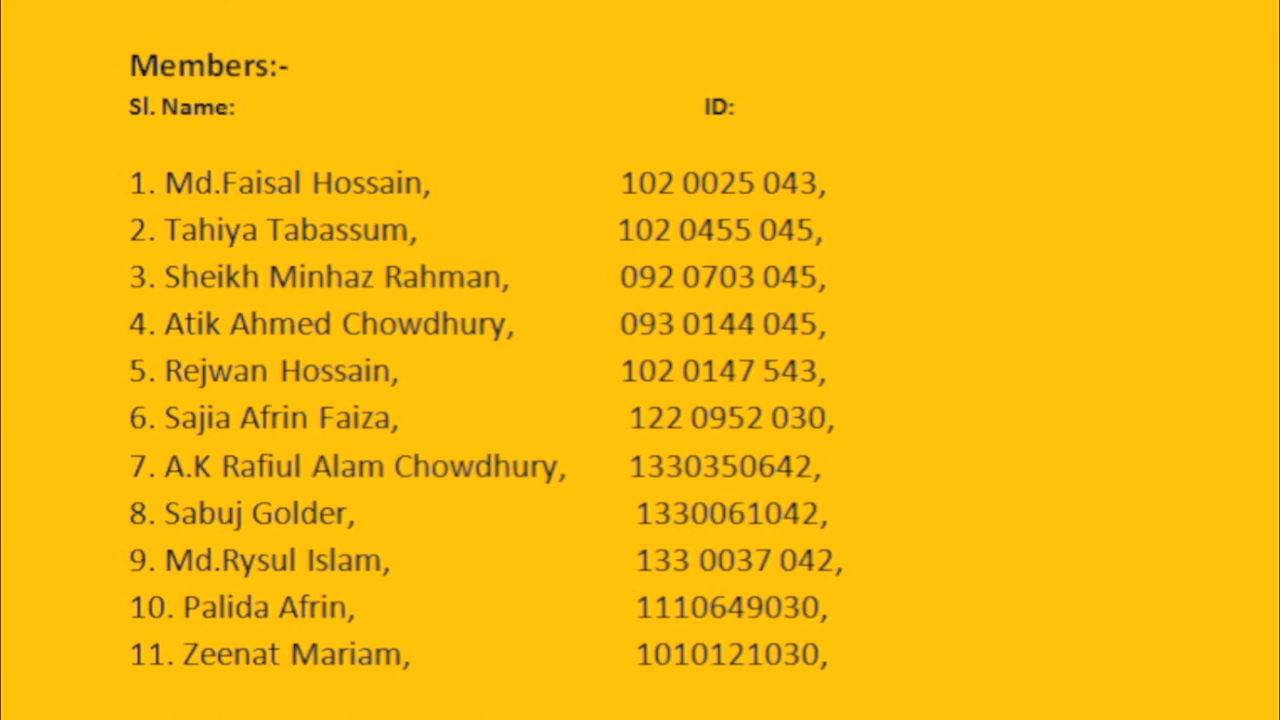 Members:-
Sl. Name: ID:
1. Md.Faisal Hossain, 102 0025 043,
2. Tahiya Tabassum, 102 0455 045,
3. Sheikh Minhaz Rahman, 092 0703 045,
4. Atik Ahmed Chowdhury, 093 0144 045,
5. Rejwan Hossain, 102 0147 543,
6. Sajia Afrin Faiza, 122 0952 030,
7. A.K Rafiul Alam Chowdhury, 1330350642,
8. Sabuj Golder, 1330061042,
9. Md.Rysul Islam, 133 0037 042,
10. Palida Afrin, 1110649030,
11. Zeenat Mariam, 1010121030,